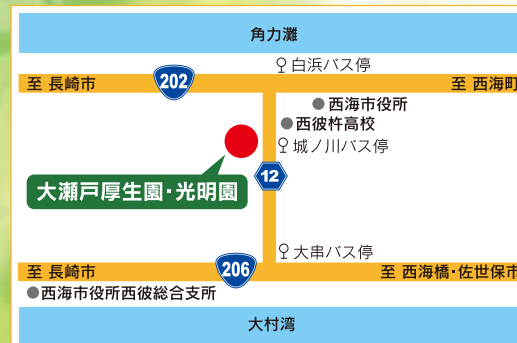 角力灘
白浜バス停
至 長崎市
202
至 西海町
西海市役所
西彼杵高校
城ノ川バス停
12
大瀬戸厚生園・光明園
大串バス停
至 長崎市
206
至 西海橋・佐世保市
西海市役所西彼総合支所
大村湾